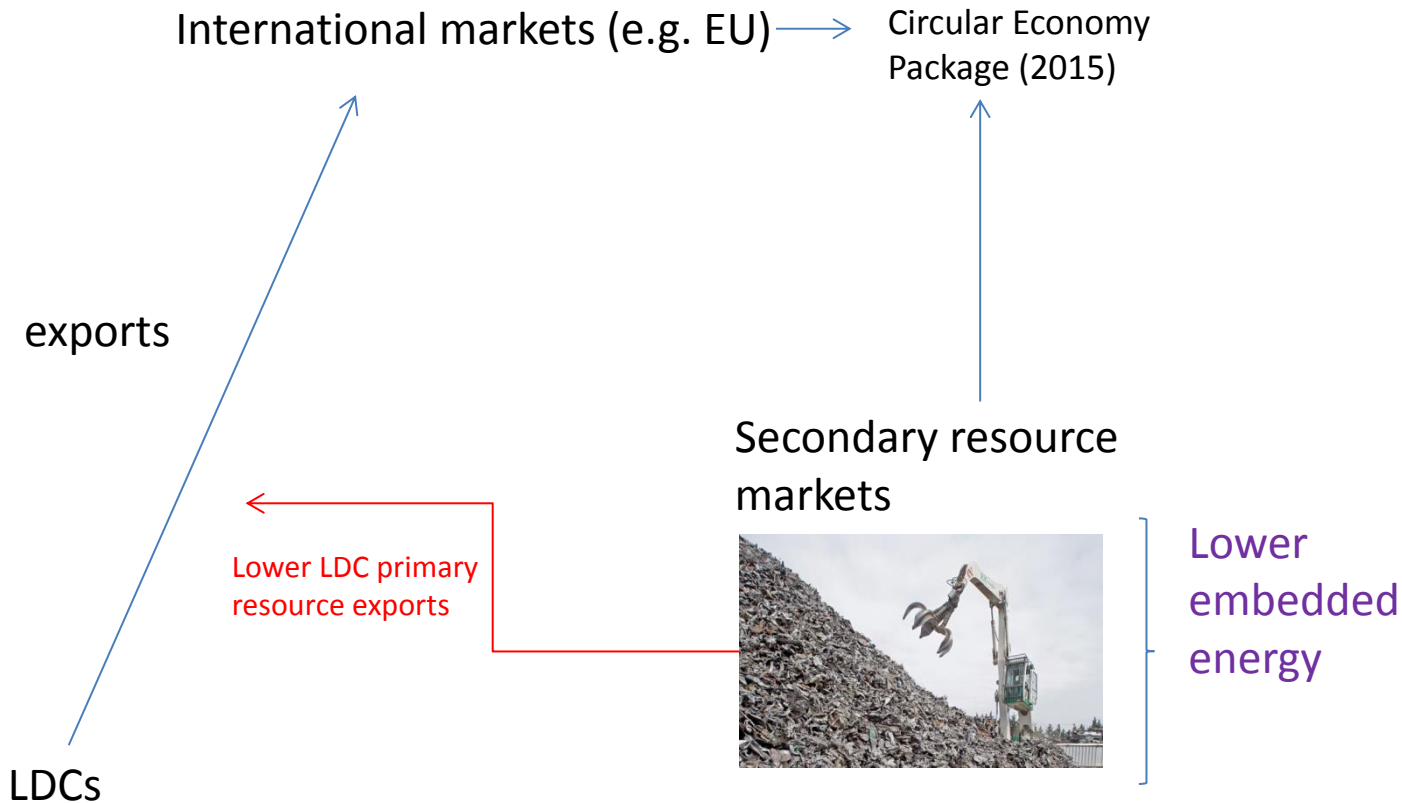 International markets (e.g. EU)
Circular Economy
Package (2015)
exports
Secondary resource
markets
Lower LDC primary
resource exports
Lower
embedded
energy
LDCs